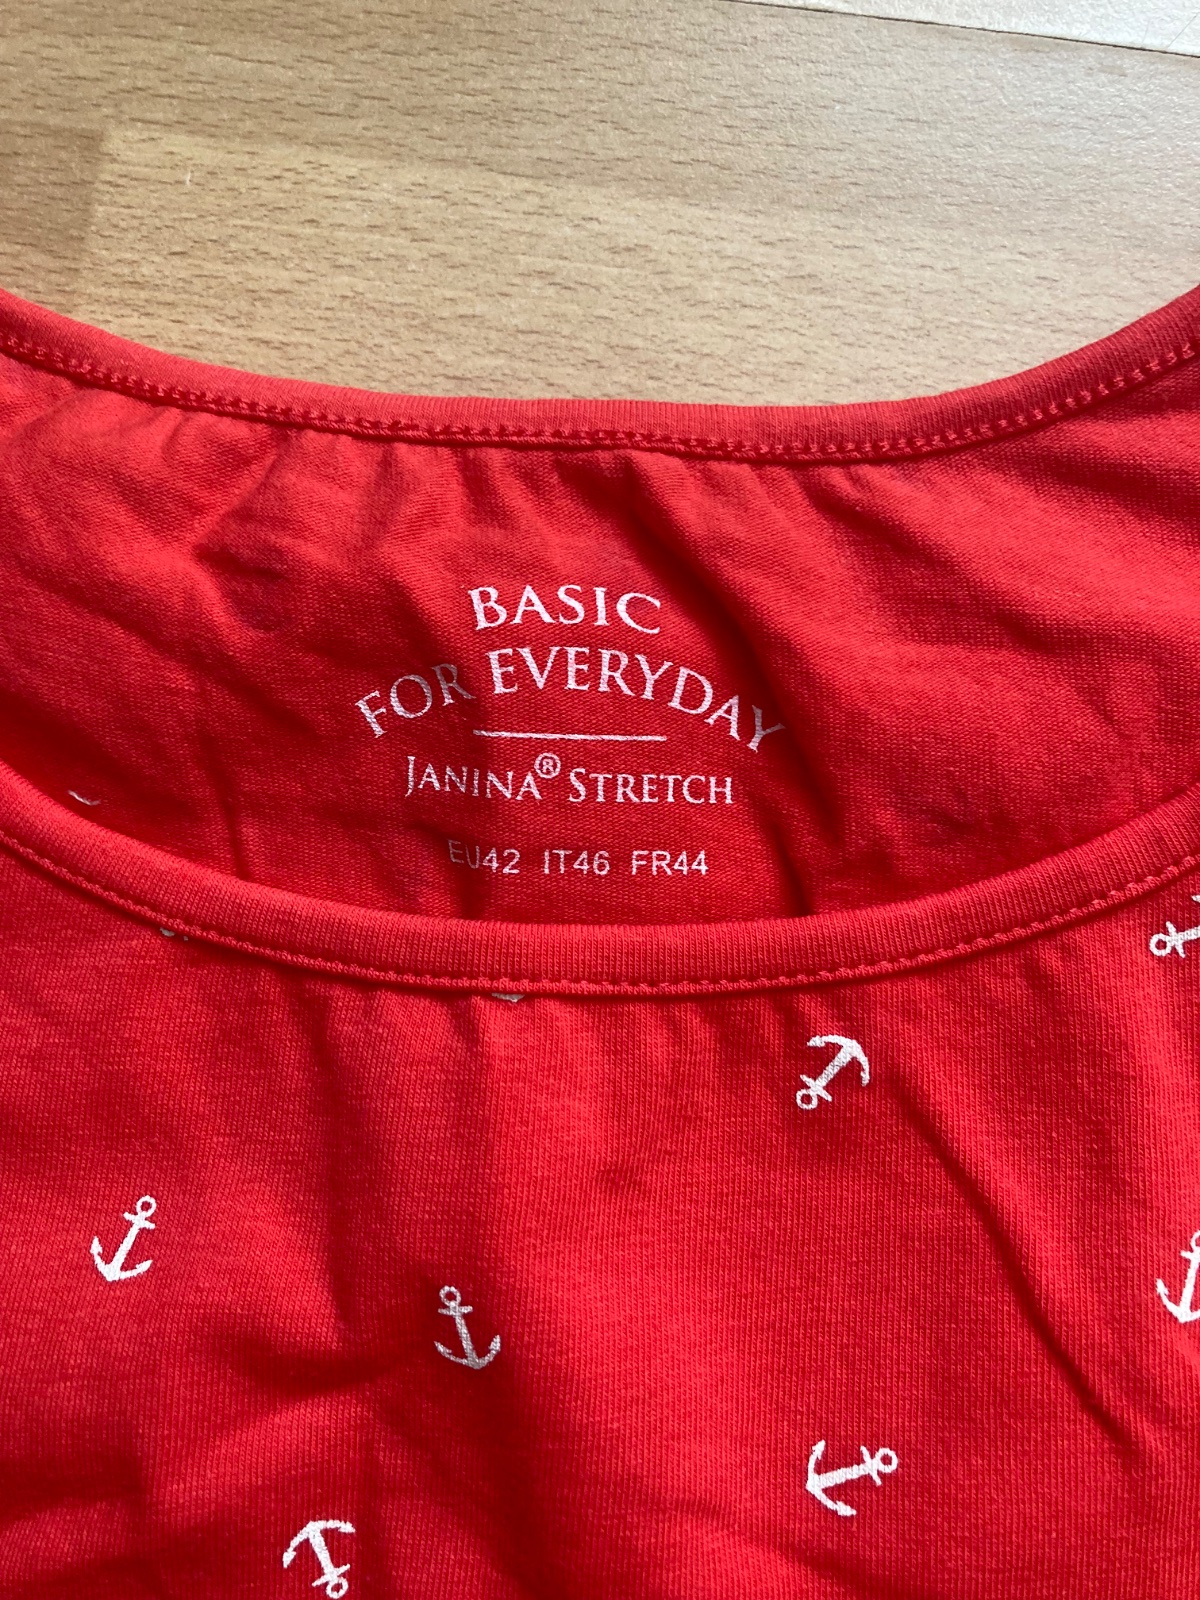 BASIC
FOR EVERYDAY
JANINA® STRETCH
EU42 IT46 FR44